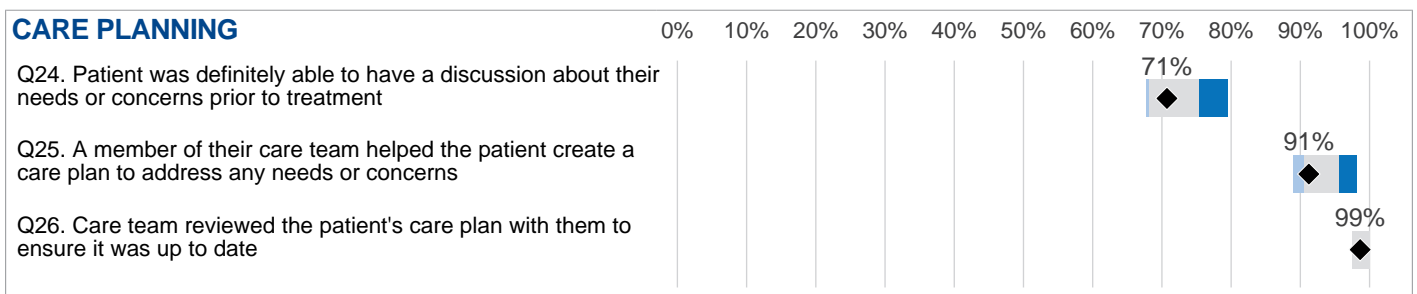 CARE PLANNING
0% 10% 20% 30% 40% 50% 60% 70% 80% 90% 100%
Q24. Patient was definitely able to have a discussion about their
needs or concerns prior to treatment
71%
Q25. A member of their care team helped the patient create a
care plan to address any needs or concerns
91%
Q26. Care team reviewed the patient's care plan with them to
ensure it was up to date
99%